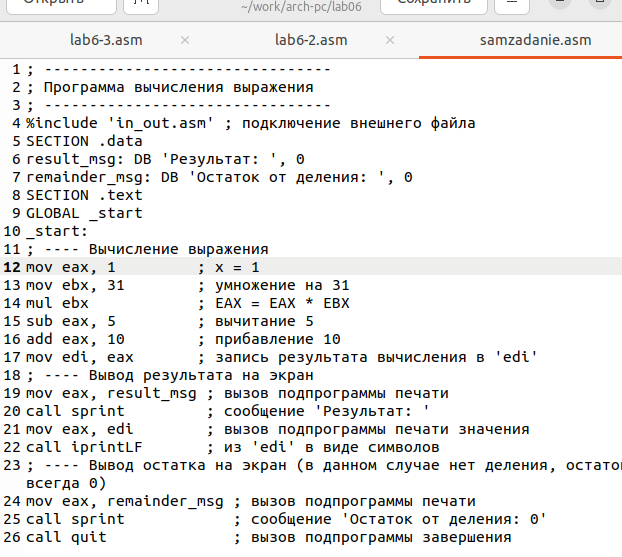 Открыть
~/work/arch-pc/lab06
Сохранить
lab6-3.asm × lab6-2.asm × samzadanie.asm
1 ; --------------------------------
2 ; Программа вычисления выражения
3 ; --------------------------------
4 %include 'in_out.asm' ; подключение внешнего файла
5 SECTION .data
6 result_msg: DB 'Результат: ', 0
7 remainder_msg: DB 'Остаток от деления: ', 0
8 SECTION .text
9 GLOBAL _start
10 _start:
11 ; ---- Вычисление выражения
12 mov eax, 1 ; x = 1
13 mov ebx, 31 ; умножение на 31
14 mul ebx ; EAX = EAX * EBX
15 sub eax, 5 ; вычитание 5
16 add eax, 10 ; прибавление 10
17 mov edi, eax ; запись результата вычисления в 'edi'
18 ; ---- Вывод результата на экран
19 mov eax, result_msg ; вызов подпрограммы печати
20 call sprint ; сообщение 'Результат: '
21 mov eax, edi ; вызов подпрограммы печати значения
22 call iprintLF ; из 'edi' в виде символов
23 ; ---- Вывод остатка на экран (в данном случае нет деления, остато
всегда 0)
24 mov eax, remainder_msg ; вызов подпрограммы печати
25 call sprint ; сообщение 'Остаток от деления: 0'
26 call quit ; вызов подпрограммы завершения